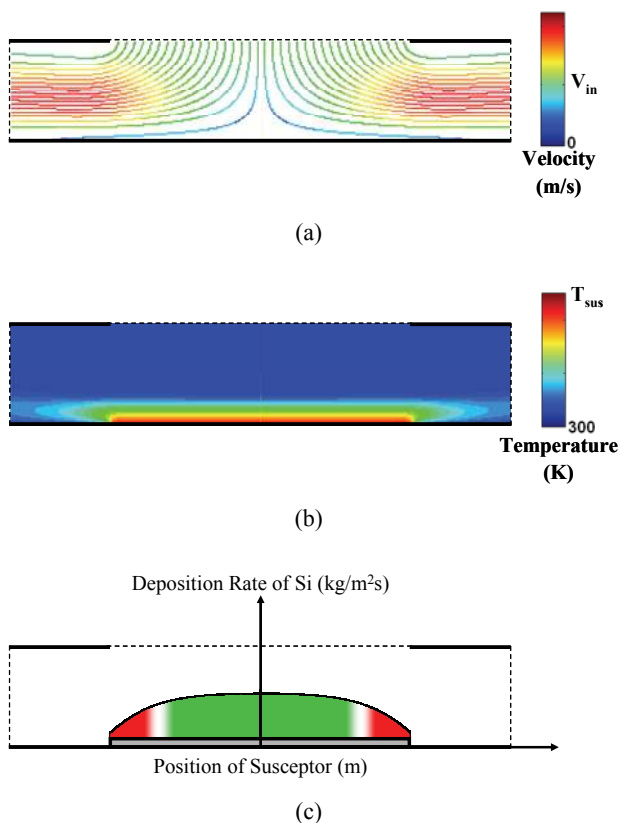 V_in
0
Velocity
(m/s)
(a)
T_sus
300
Temperature
(K)
(b)
Deposition Rate of Si (kg/m²s)
Position of Susceptor (m)
(c)